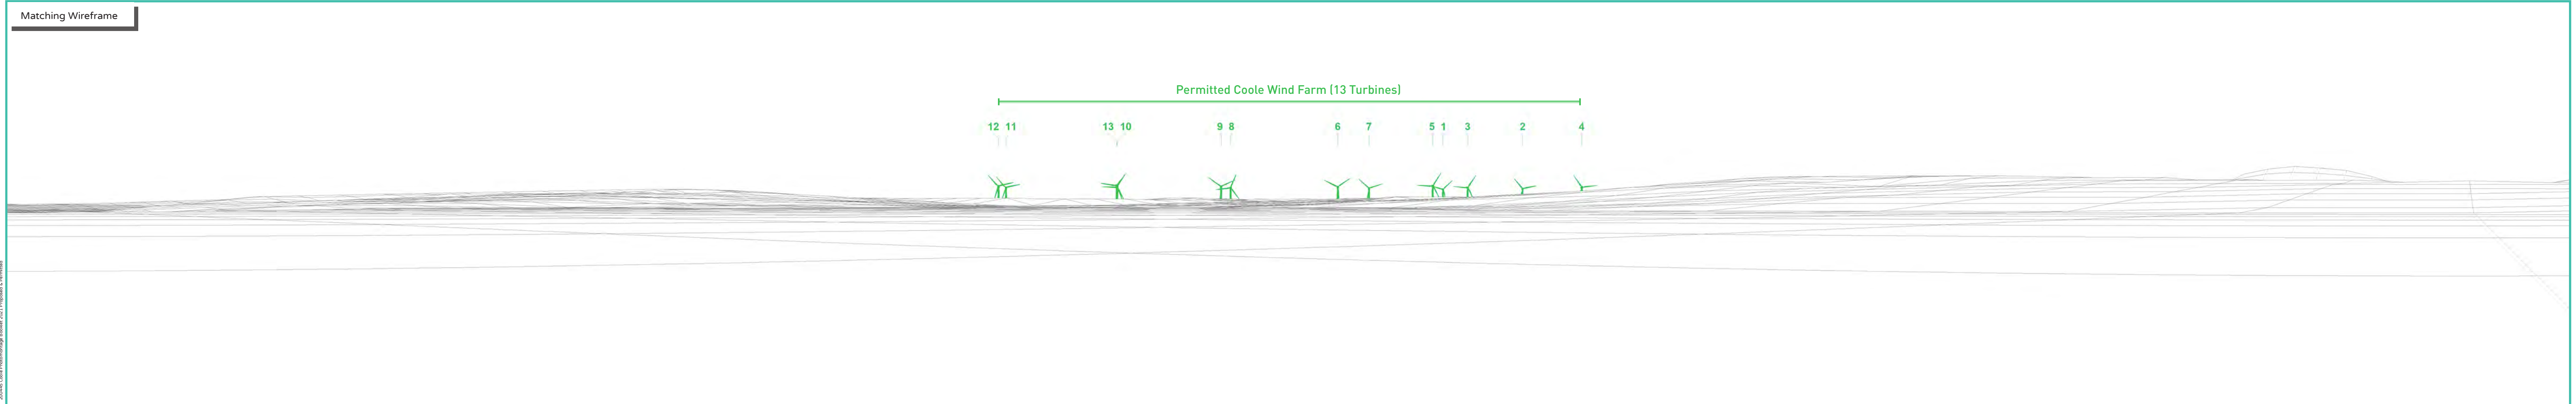 Matching Wireframe
Permitted Coole Wind Farm (13 Turbines)
12 11 13 10 9 8 6 7 5 1 3 2 4